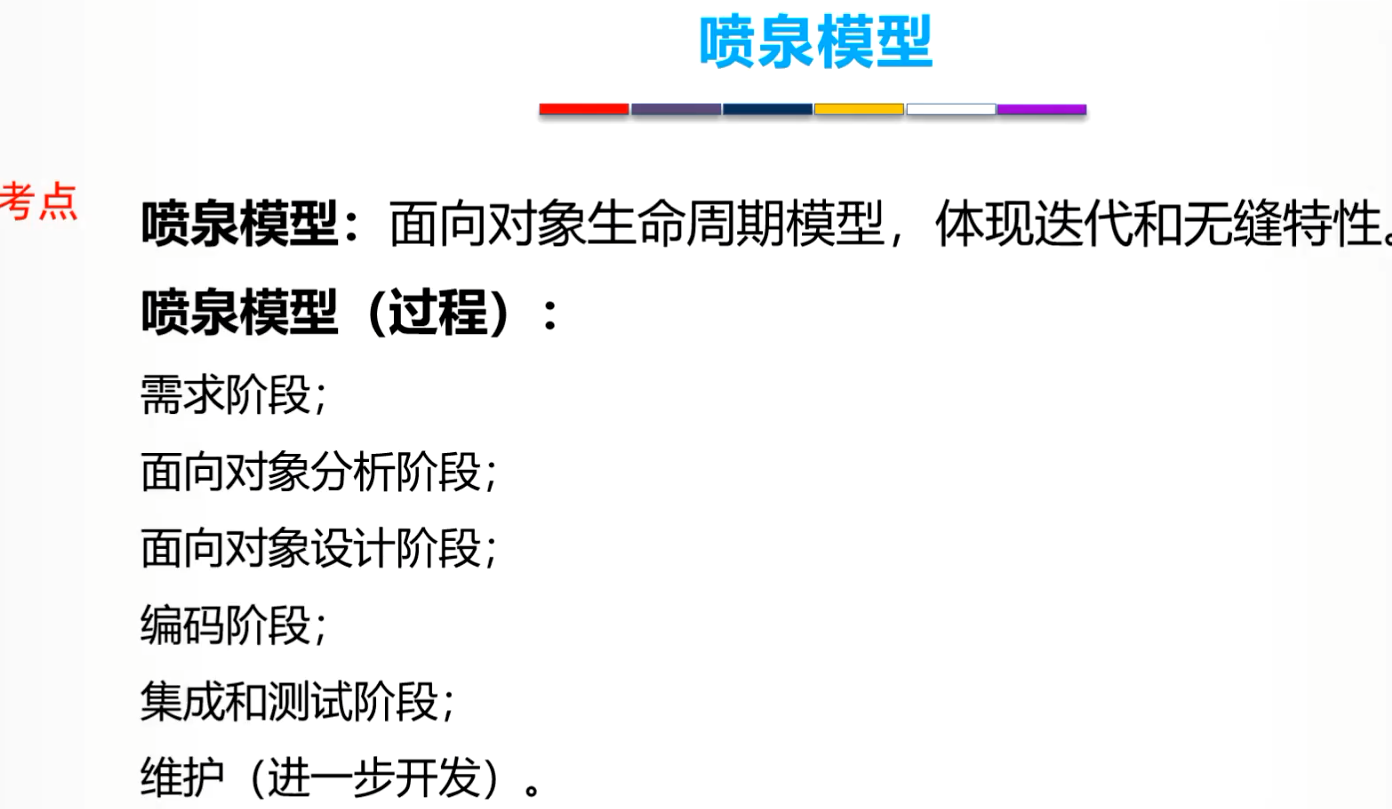 喷泉模型
考点
喷泉模型：面向对象生命周期模型，体现迭代和无缝特性。
喷泉模型（过程）：
需求阶段；
面向对象分析阶段；
面向对象设计阶段；
编码阶段；
集成和测试阶段；
维护（进一步开发）。